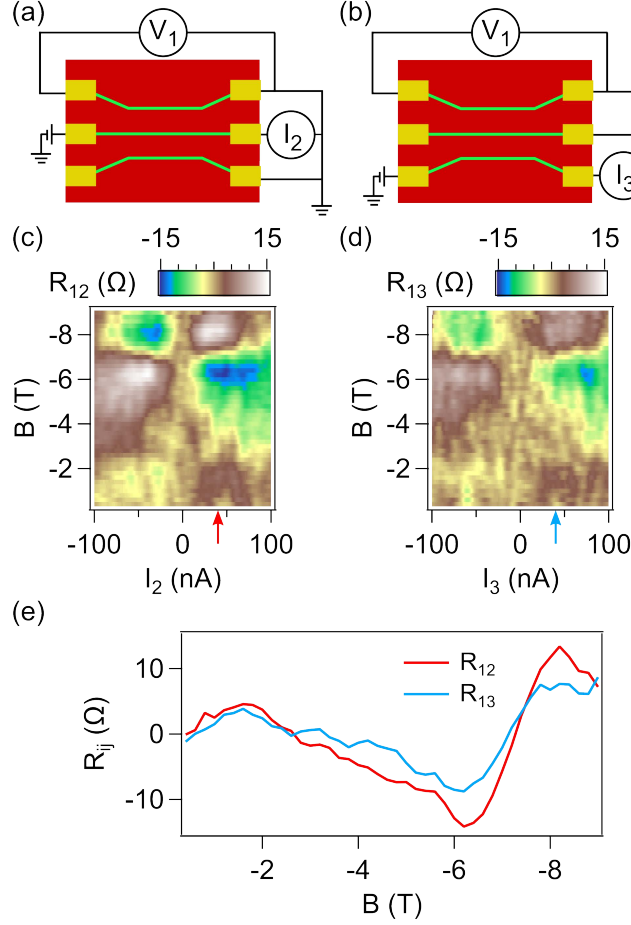 (a)
V₁
I₂
(b)
V₁
I₃
(c)
-15 15
R₁₂ (Ω)
B (T)
-8
-6
-4
-2
-100 0 100
I₂ (nA)
(d)
-15 15
R₁₃ (Ω)
B (T)
-8
-6
-4
-2
-100 0 100
I₃ (nA)
(e)
R₁₂
R₁₃
Rᵢⱼ (Ω)
10
0
-10
-2 -4 -6 -8
B (T)